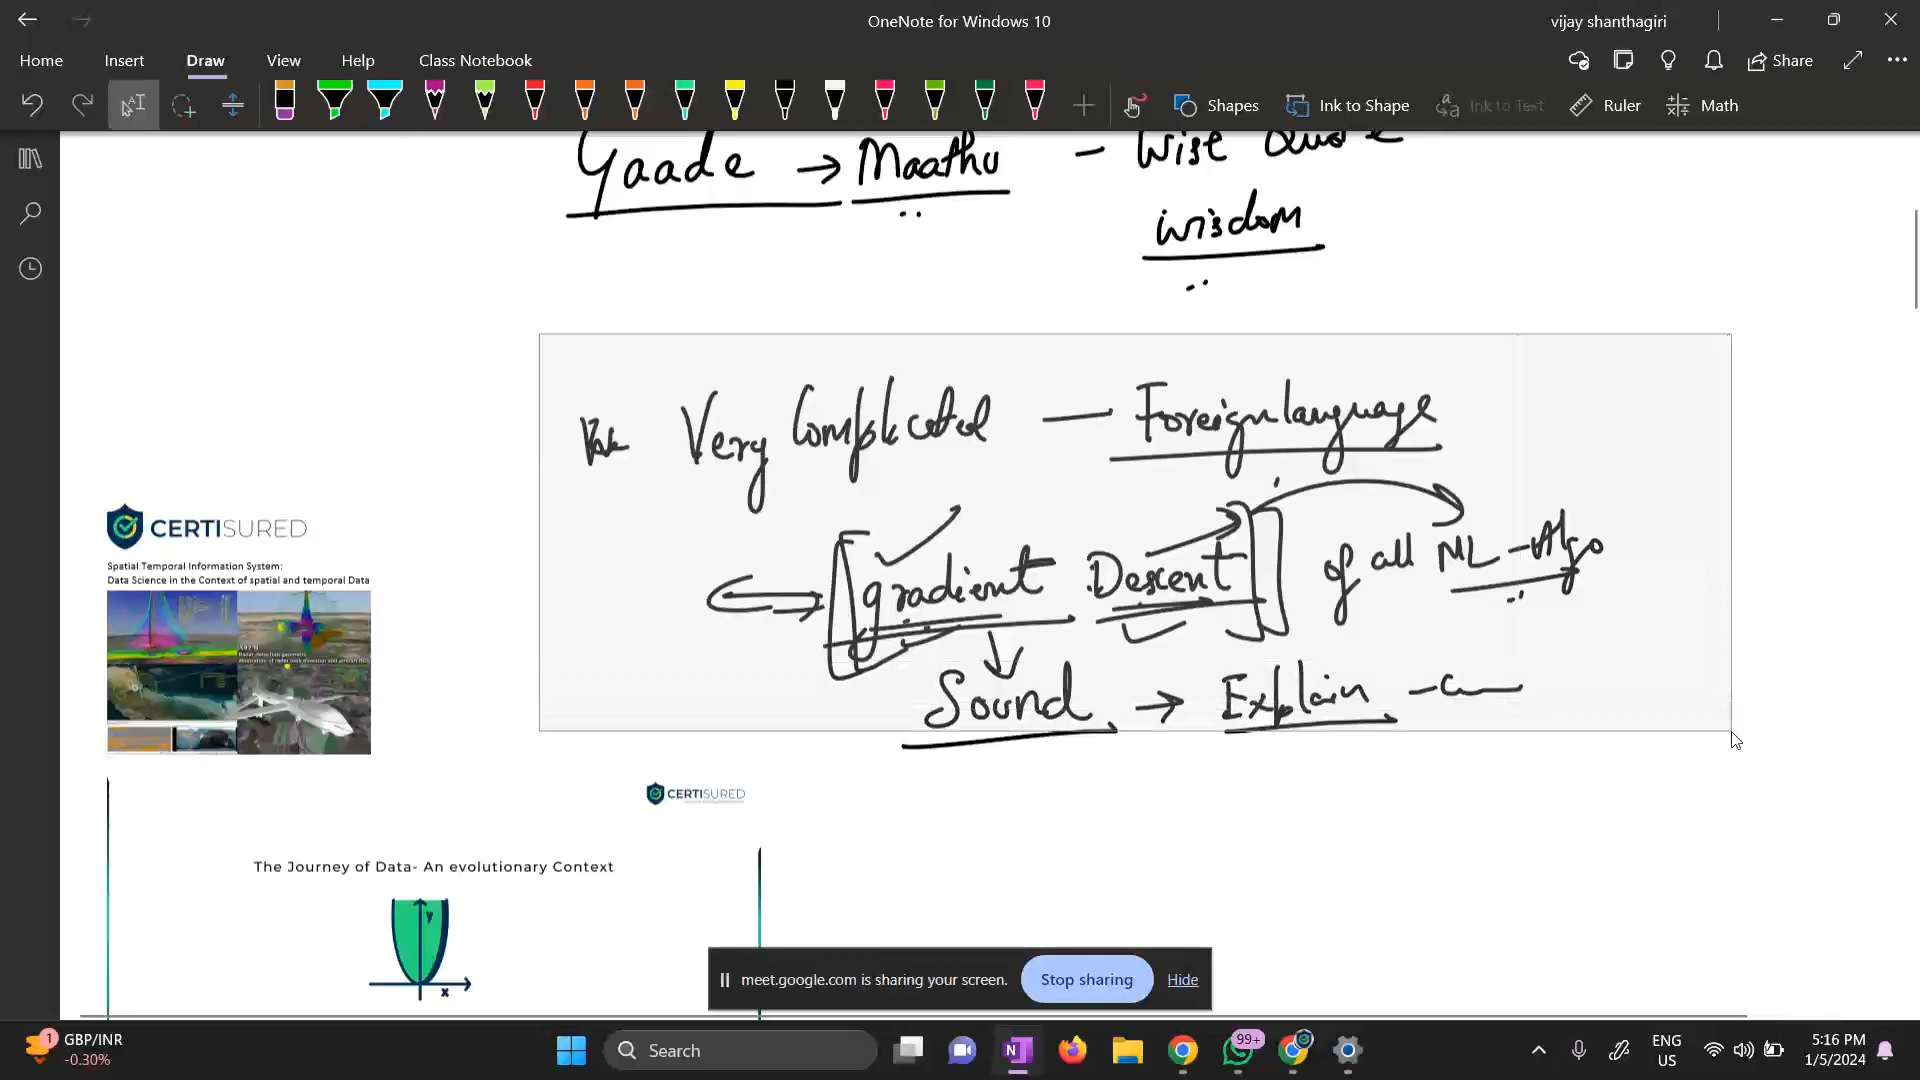 OneNote for Windows 10
vijay shanthagiri
Home Insert Draw View Help Class Notebook
Share
Shapes Ink to Shape Ink to Text Ruler Math
Gaade → Maathu - Wise Quote
wisdom
Very Complicated — Foreign language
gradient Descent of all ML - Algo
Sound → Explain
CERTISURED
Spatial Temporal Information System:
Data Science in the Context of spatial and temporal Data
CERTISURED
The Journey of Data- An evolutionary Context
y
x
meet.google.com is sharing your screen. Stop sharing Hide
1 GBP/INR
-0.30%
Search
99+
ENG
US
5:16 PM
1/5/2024